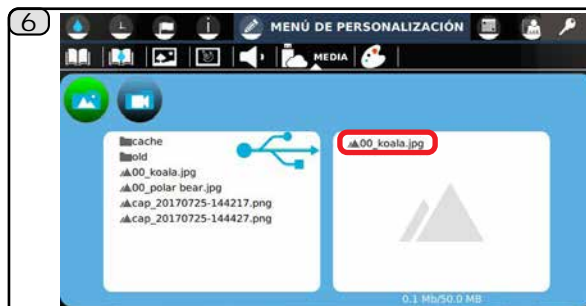 6
MENÚ DE PERSONALIZACIÓN
MEDIA
cache
old
00_koala.jpg
00_polar bear.jpg
cap_20170725-144217.png
cap_20170725-144427.png
00_koala.jpg
0.1 Mb/50.0 MB